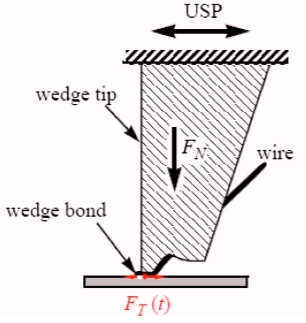 USP
wedge tip
F_N
wire
wedge bond
F_T (t)